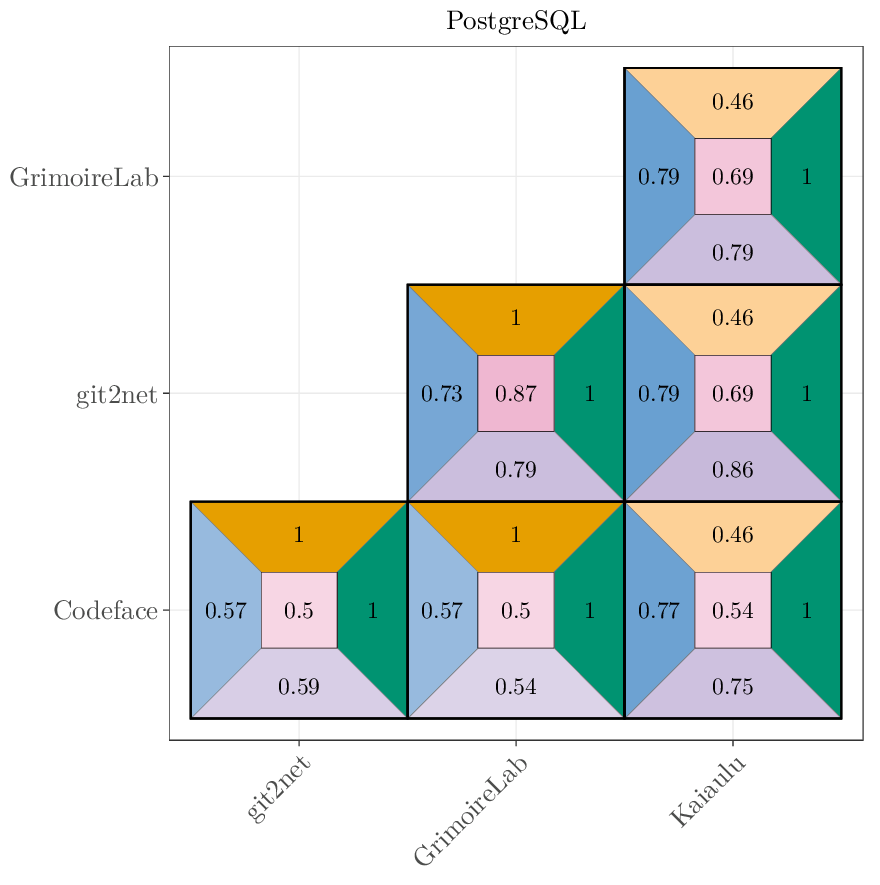 PostgreSQL
0.46
GrimoireLab 0.79 0.69 1
0.79
1 0.46
git2net 0.73 0.87 1 0.79 0.69 1
0.79 0.86
1 1 0.46
Codeface 0.57 0.5 1 0.57 0.5 1 0.77 0.54 1
0.59 0.54 0.75
git2net GrimoireLab Kaiaulu